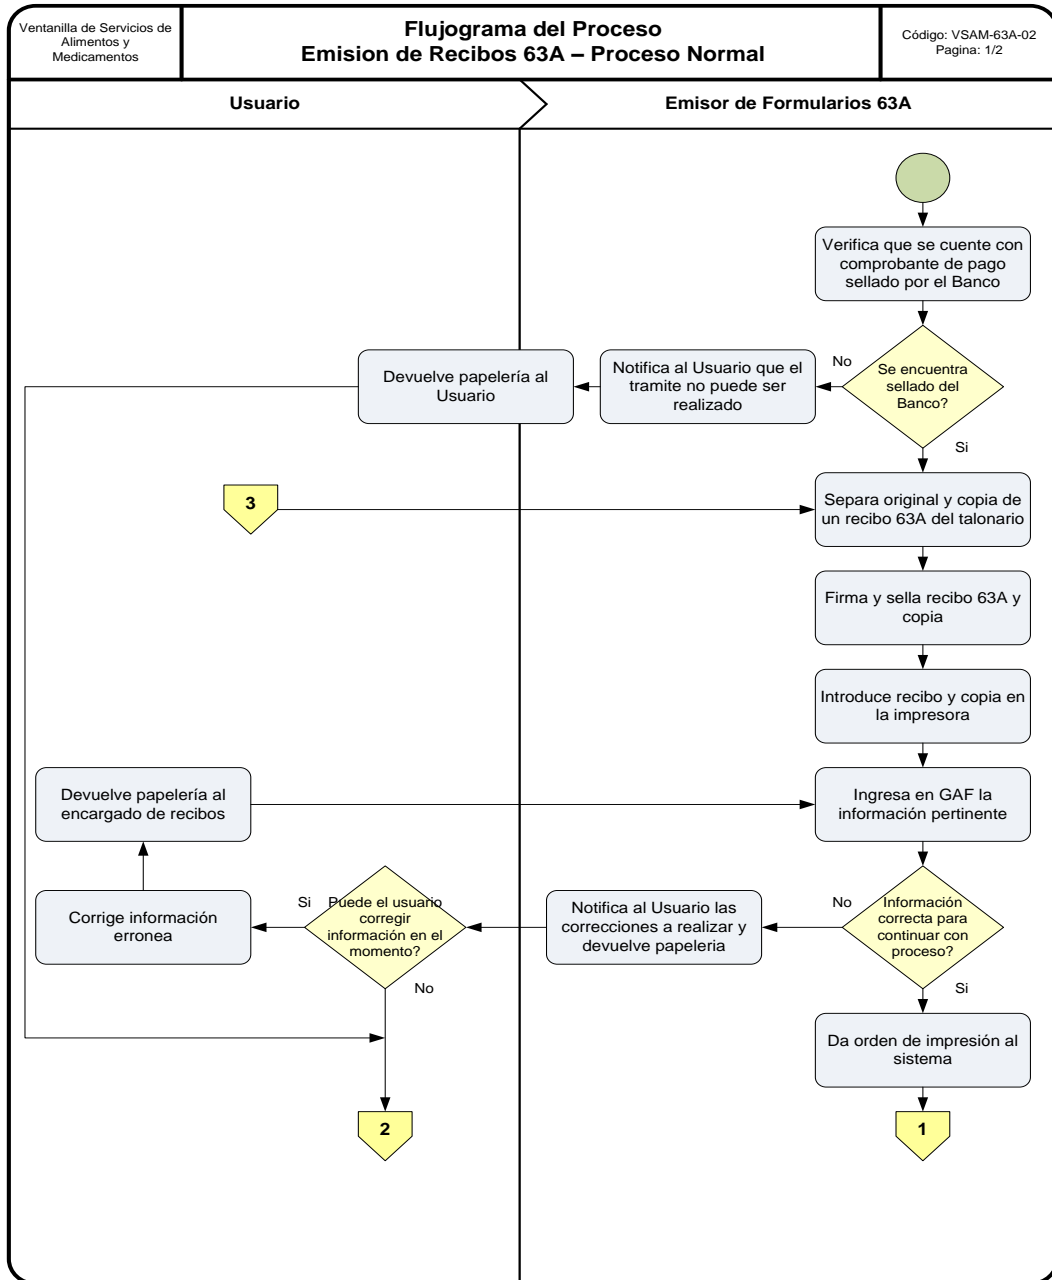 Ventanilla de Servicios de
Alimentos y
Medicamentos
Flujograma del Proceso
Emision de Recibos 63A – Proceso Normal
Código: VSAM-63A-02
Pagina: 1/2
Usuario
Emisor de Formularios 63A
Verifica que se cuente con
comprobante de pago
sellado por el Banco
Se encuentra
sellado del
Banco?
No
Si
Notifica al Usuario que el
tramite no puede ser
realizado
Devuelve papelería al
Usuario
3
Separa original y copia de
un recibo 63A del talonario
Firma y sella recibo 63A y
copia
Introduce recibo y copia en
la impresora
Devuelve papelería al
encargado de recibos
Ingresa en GAF la
información pertinente
Corrige información
erronea
Si
Puede el usuario
corregir
información en el
momento?
No
Notifica al Usuario las
correcciones a realizar y
devuelve papeleria
No
Información
correcta para
continuar con
proceso?
Si
Da orden de impresión al
sistema
2
1